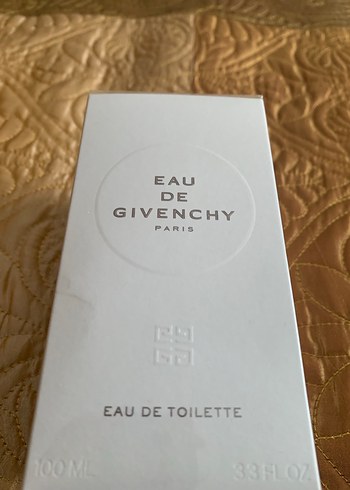 EAU
DE
GIVENCHY
PARIS
EAU DE TOILETTE
100 ML 3.3 FL OZ